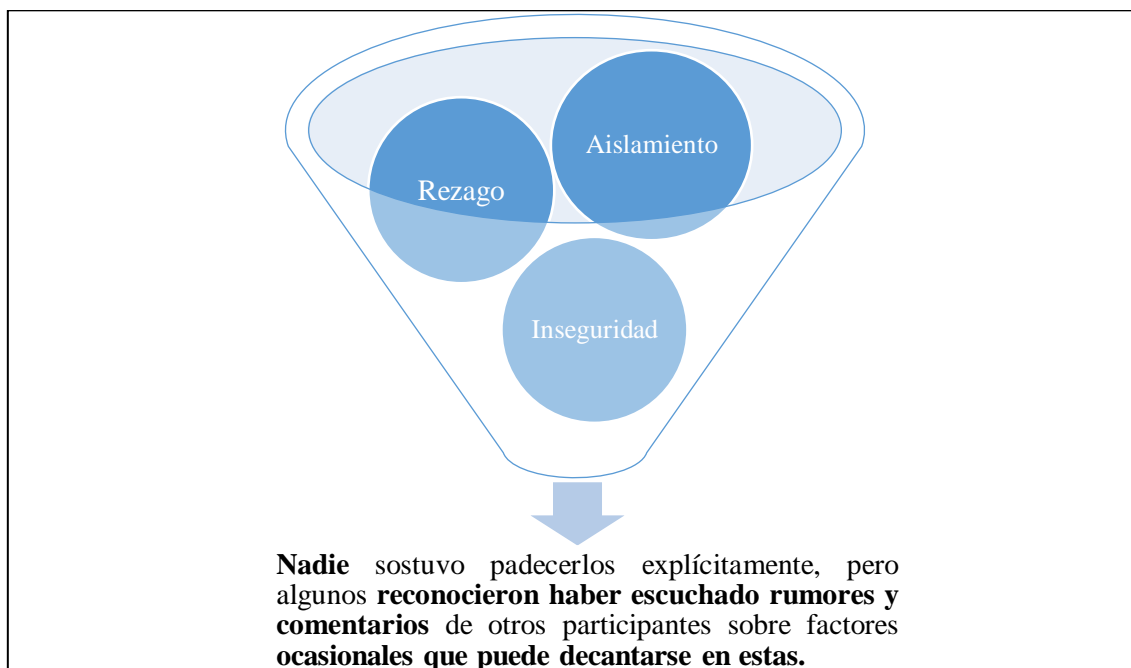 Aislamiento
Rezago
Inseguridad
Nadie sostuvo padecerlos explícitamente, pero
algunos reconocieron haber escuchado rumores y
comentarios de otros participantes sobre factores
ocasionales que puede decantarse en estas.